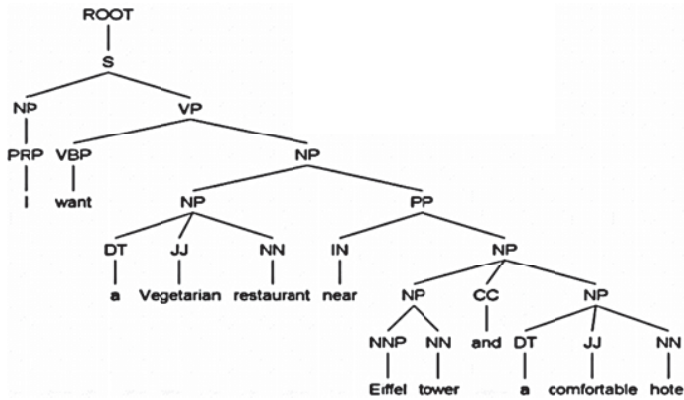 ROOT
S
NP VP
PRP VBP NP
I want NP PP
DT JJ NN IN NP
a Vegetarian restaurant near NP CC NP
NNP NN and DT JJ NN
Eiffel tower a comfortable hote